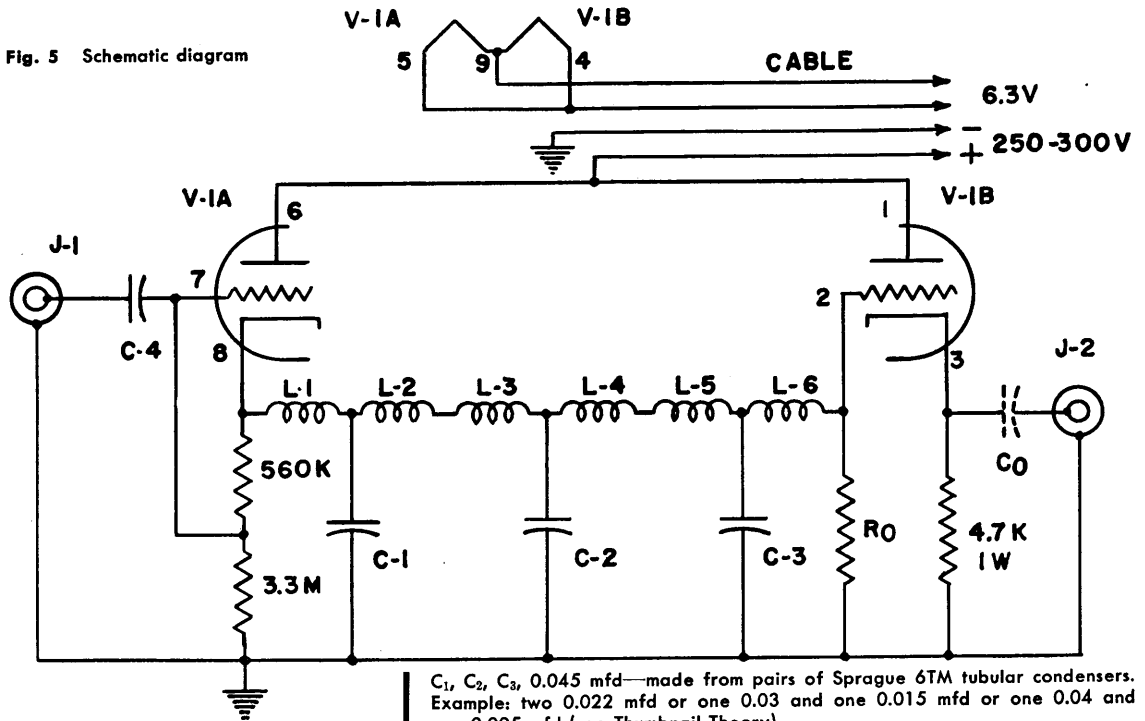 V-1A V-1B
Fig. 5 Schematic diagram
5 9 4
CABLE
6.3V
−
+ 250-300V
V-1A 6
1 V-1B
J-1
7
2
C-4 8
3 J-2
L-1 L-2 L-3 L-4 L-5 L-6
560K
C-1 C-2 C-3
RO
4.7K
1W
CO
3.3M
C₁, C₂, C₃, 0.045 mfd—made from pairs of Sprague 6TM tubular condensers.
Example: two 0.022 mfd or one 0.03 and one 0.015 mfd or one 0.04 and